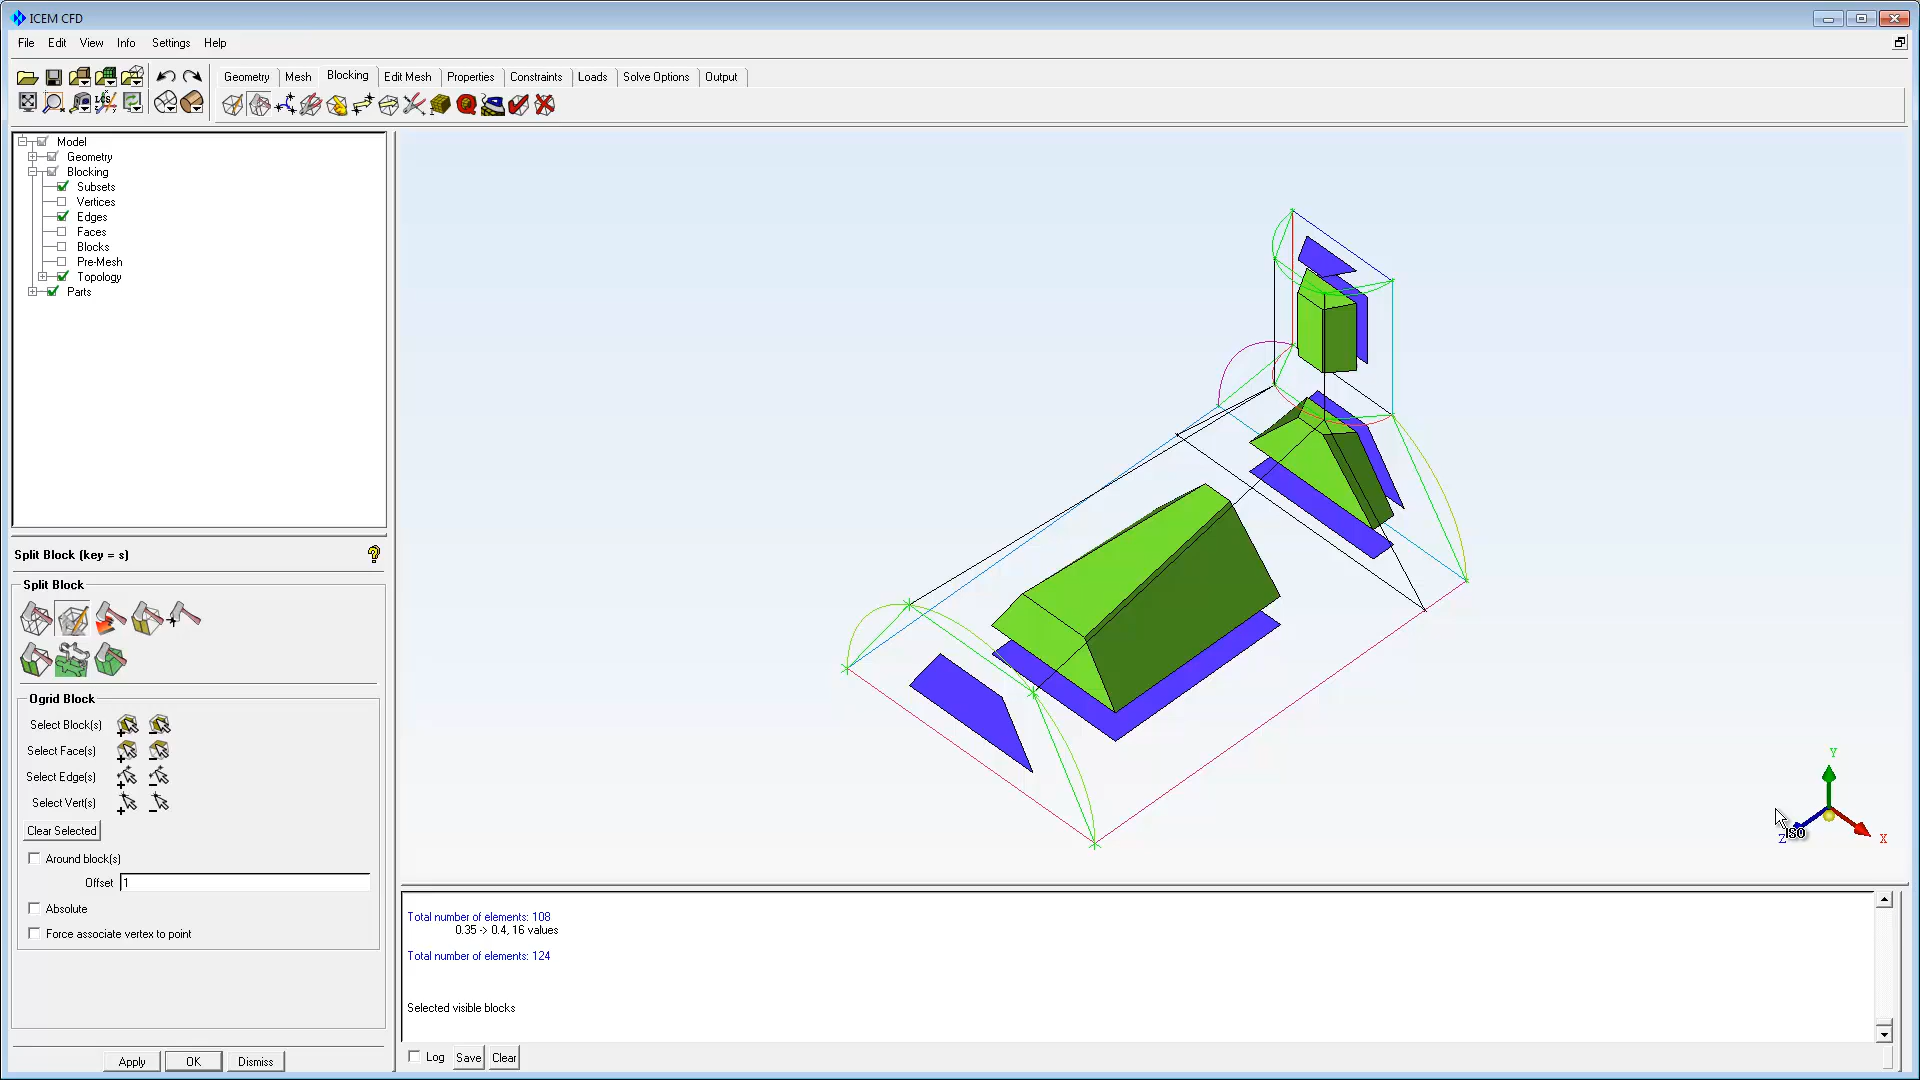 ICEM CFD
File Edit View Info Settings Help
Geometry Mesh Blocking Edit Mesh Properties Constraints Loads Solve Options Output
LCS
Model
Geometry
Blocking
Subsets
Vertices
Edges
Faces
Blocks
Pre-Mesh
Topology
Parts
Split Block (key = s)
Split Block
Ogrid Block
Select Block(s)
Select Face(s)
Select Edge(s)
Select Vert(s)
Clear Selected
Around block(s)
Offset 1
Absolute
Force associate vertex to point
Apply OK Dismiss
Y
X
Z
ISO
Total number of elements: 108
0.35 -> 0.4, 16 values
Total number of elements: 124
Selected visible blocks
Log Save Clear